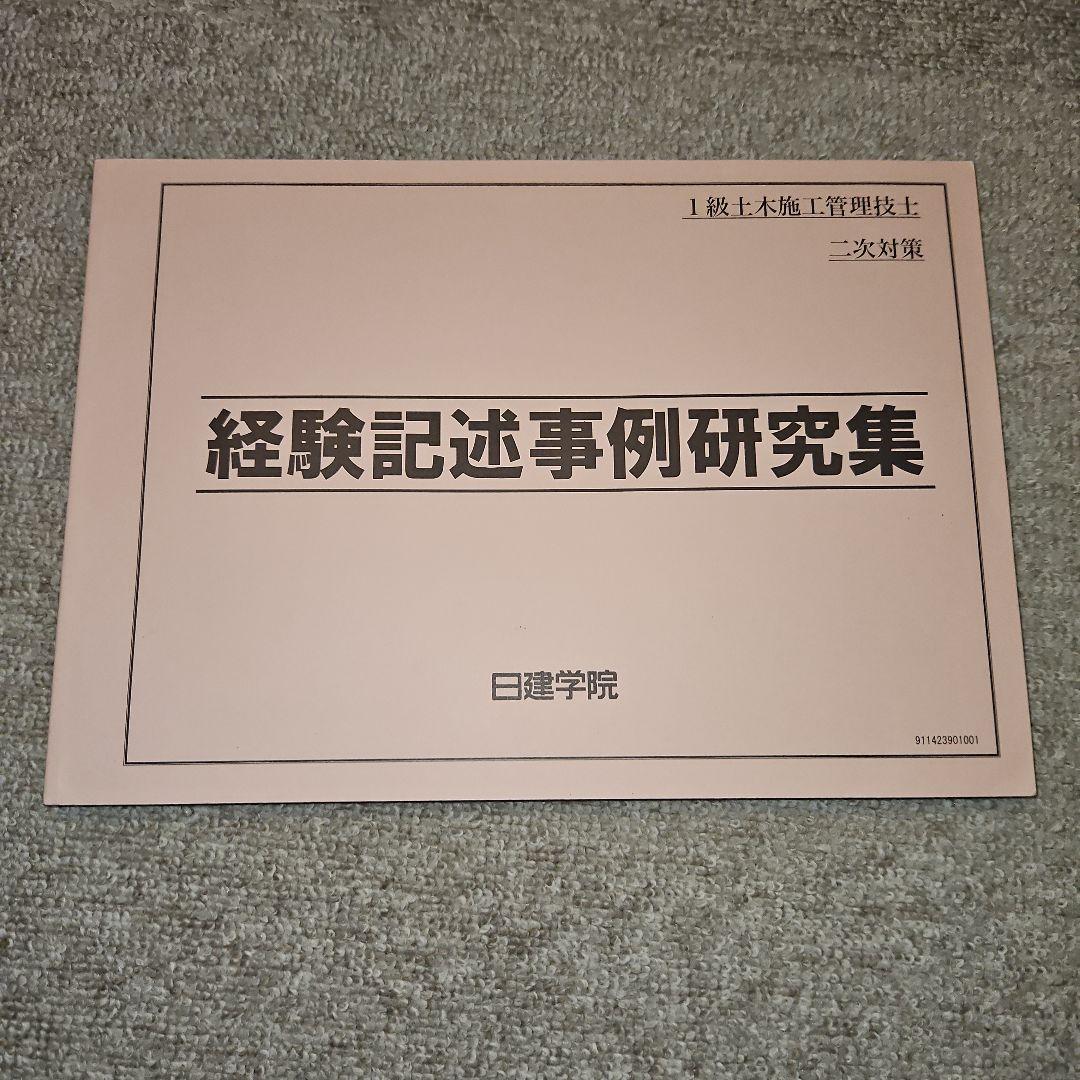 １級土木施工管理技士
二次対策
経験記述事例研究集
日建学院
911423901001